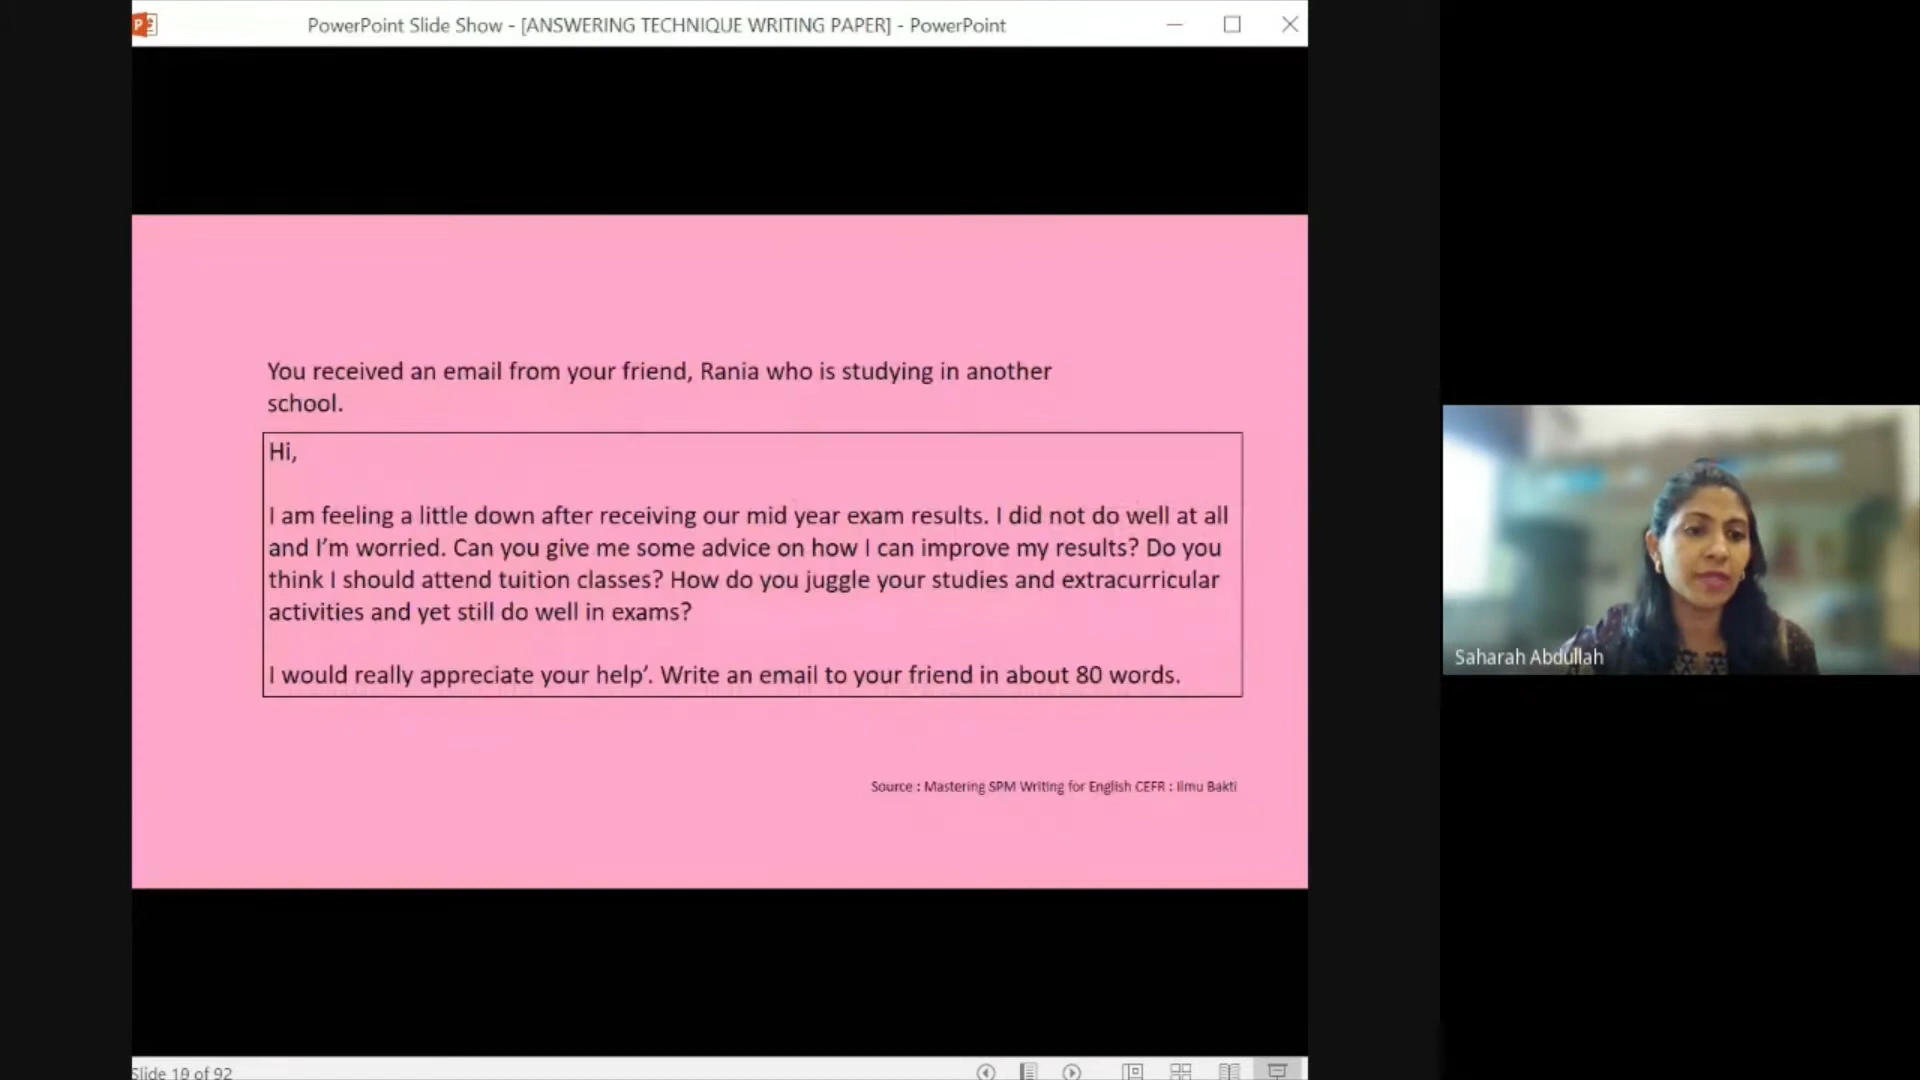 PowerPoint Slide Show - [ANSWERING TECHNIQUE WRITING PAPER] - PowerPoint
You received an email from your friend, Rania who is studying in another
school.
Hi,
I am feeling a little down after receiving our mid year exam results. I did not do well at all
and I’m worried. Can you give me some advice on how I can improve my results? Do you
think I should attend tuition classes? How do you juggle your studies and extracurricular
activities and yet still do well in exams?
I would really appreciate your help’. Write an email to your friend in about 80 words.
Source : Mastering SPM Writing for English CEFR : Ilmu Bakti
Saharah Abdullah
Slide 19 of 92